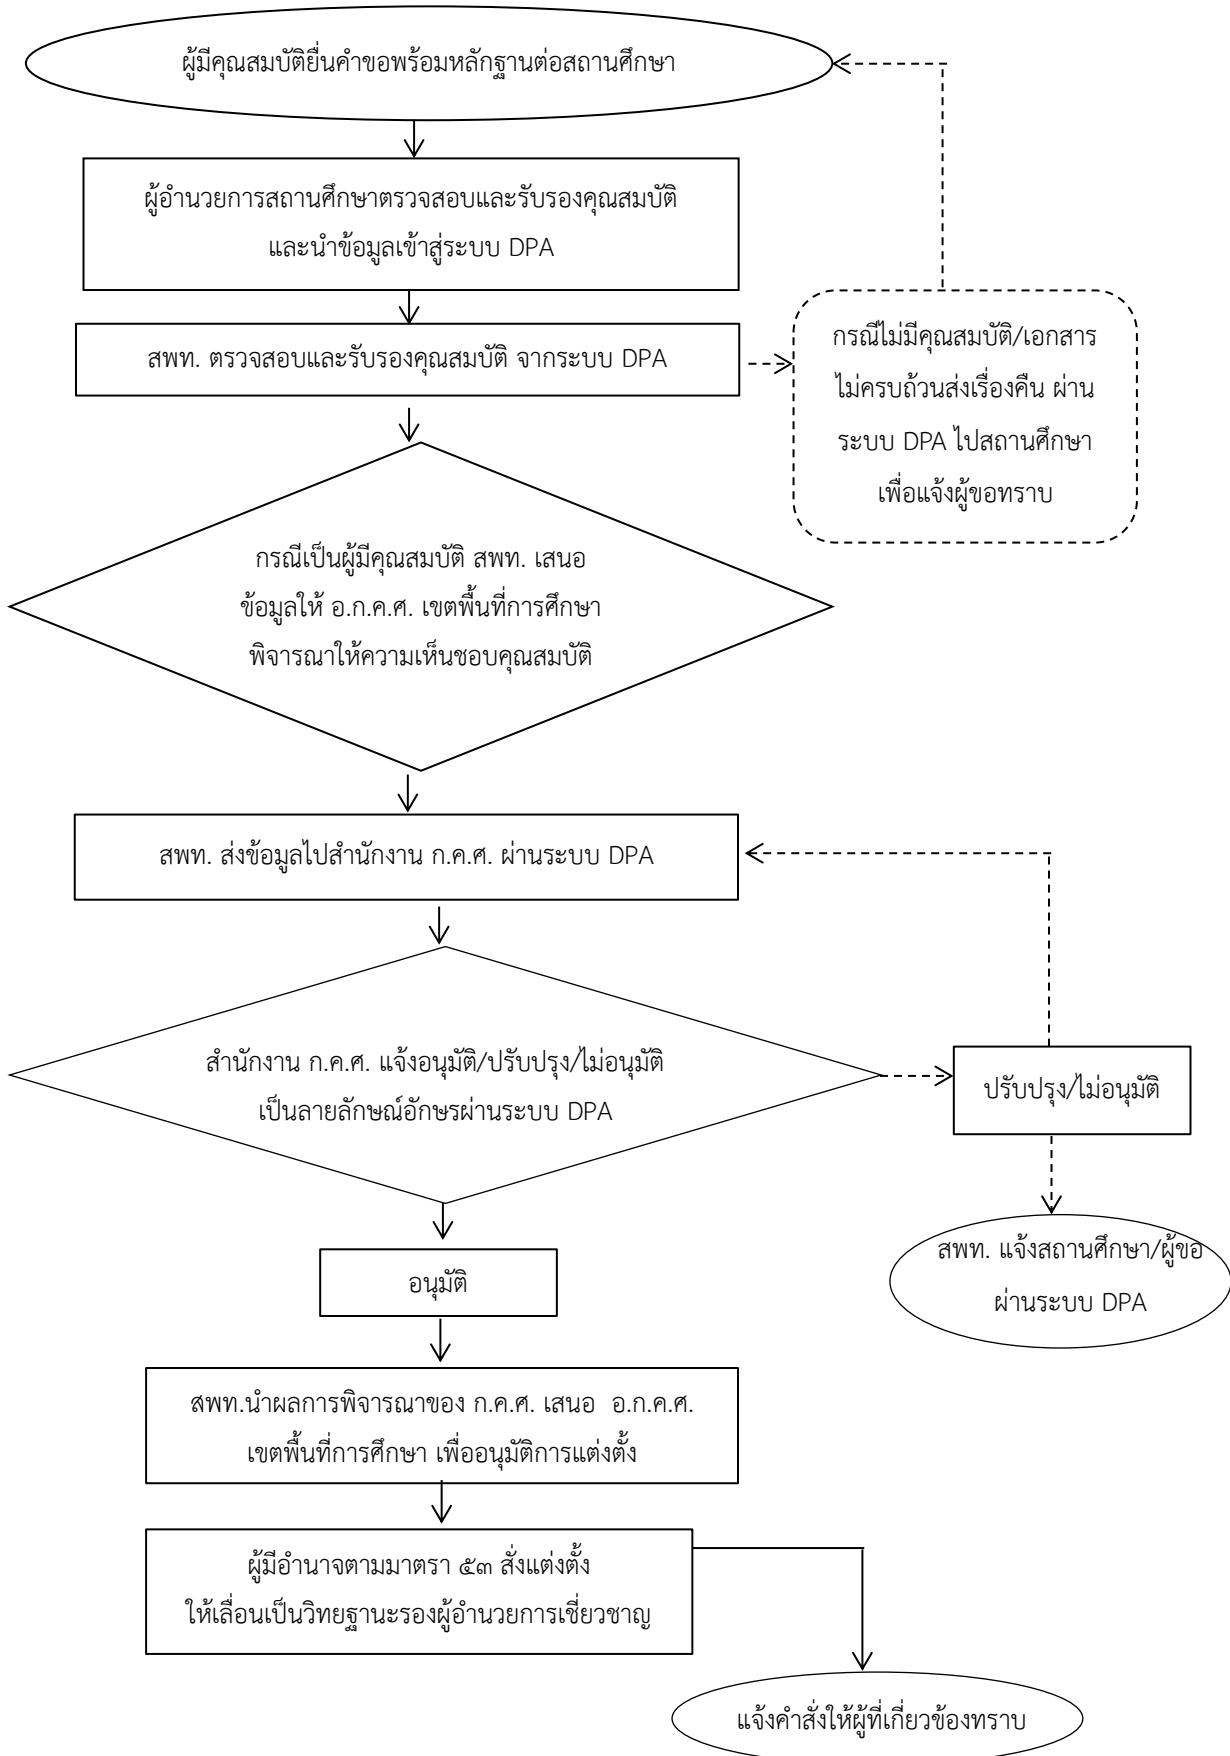 ผู้มีคุณสมบัติยื่นคำขอพร้อมหลักฐานต่อสถานศึกษา
ผู้อำนวยการสถานศึกษาตรวจสอบและรับรองคุณสมบัติ
และนำข้อมูลเข้าสู่ระบบ DPA
สพท. ตรวจสอบและรับรองคุณสมบัติ จากระบบ DPA
กรณีไม่มีคุณสมบัติ/เอกสาร
ไม่ครบถ้วนส่งเรื่องคืน ผ่าน
ระบบ DPA ไปสถานศึกษา
เพื่อแจ้งผู้ขอทราบ
กรณีเป็นผู้มีคุณสมบัติ สพท. เสนอ
ข้อมูลให้ อ.ก.ค.ศ. เขตพื้นที่การศึกษา
พิจารณาให้ความเห็นชอบคุณสมบัติ
สพท. ส่งข้อมูลไปสำนักงาน ก.ค.ศ. ผ่านระบบ DPA
สำนักงาน ก.ค.ศ. แจ้งอนุมัติ/ปรับปรุง/ไม่อนุมัติ
เป็นลายลักษณ์อักษรผ่านระบบ DPA
ปรับปรุง/ไม่อนุมัติ
สพท. แจ้งสถานศึกษา/ผู้ขอ
ผ่านระบบ DPA
อนุมัติ
สพท.นำผลการพิจารณาของ ก.ค.ศ. เสนอ อ.ก.ค.ศ.
เขตพื้นที่การศึกษา เพื่ออนุมัติการแต่งตั้ง
ผู้มีอำนาจตามมาตรา ๕๓ สั่งแต่งตั้ง
ให้เลื่อนเป็นวิทยฐานะรองผู้อำนวยการเชี่ยวชาญ
แจ้งคำสั่งให้ผู้ที่เกี่ยวข้องทราบ